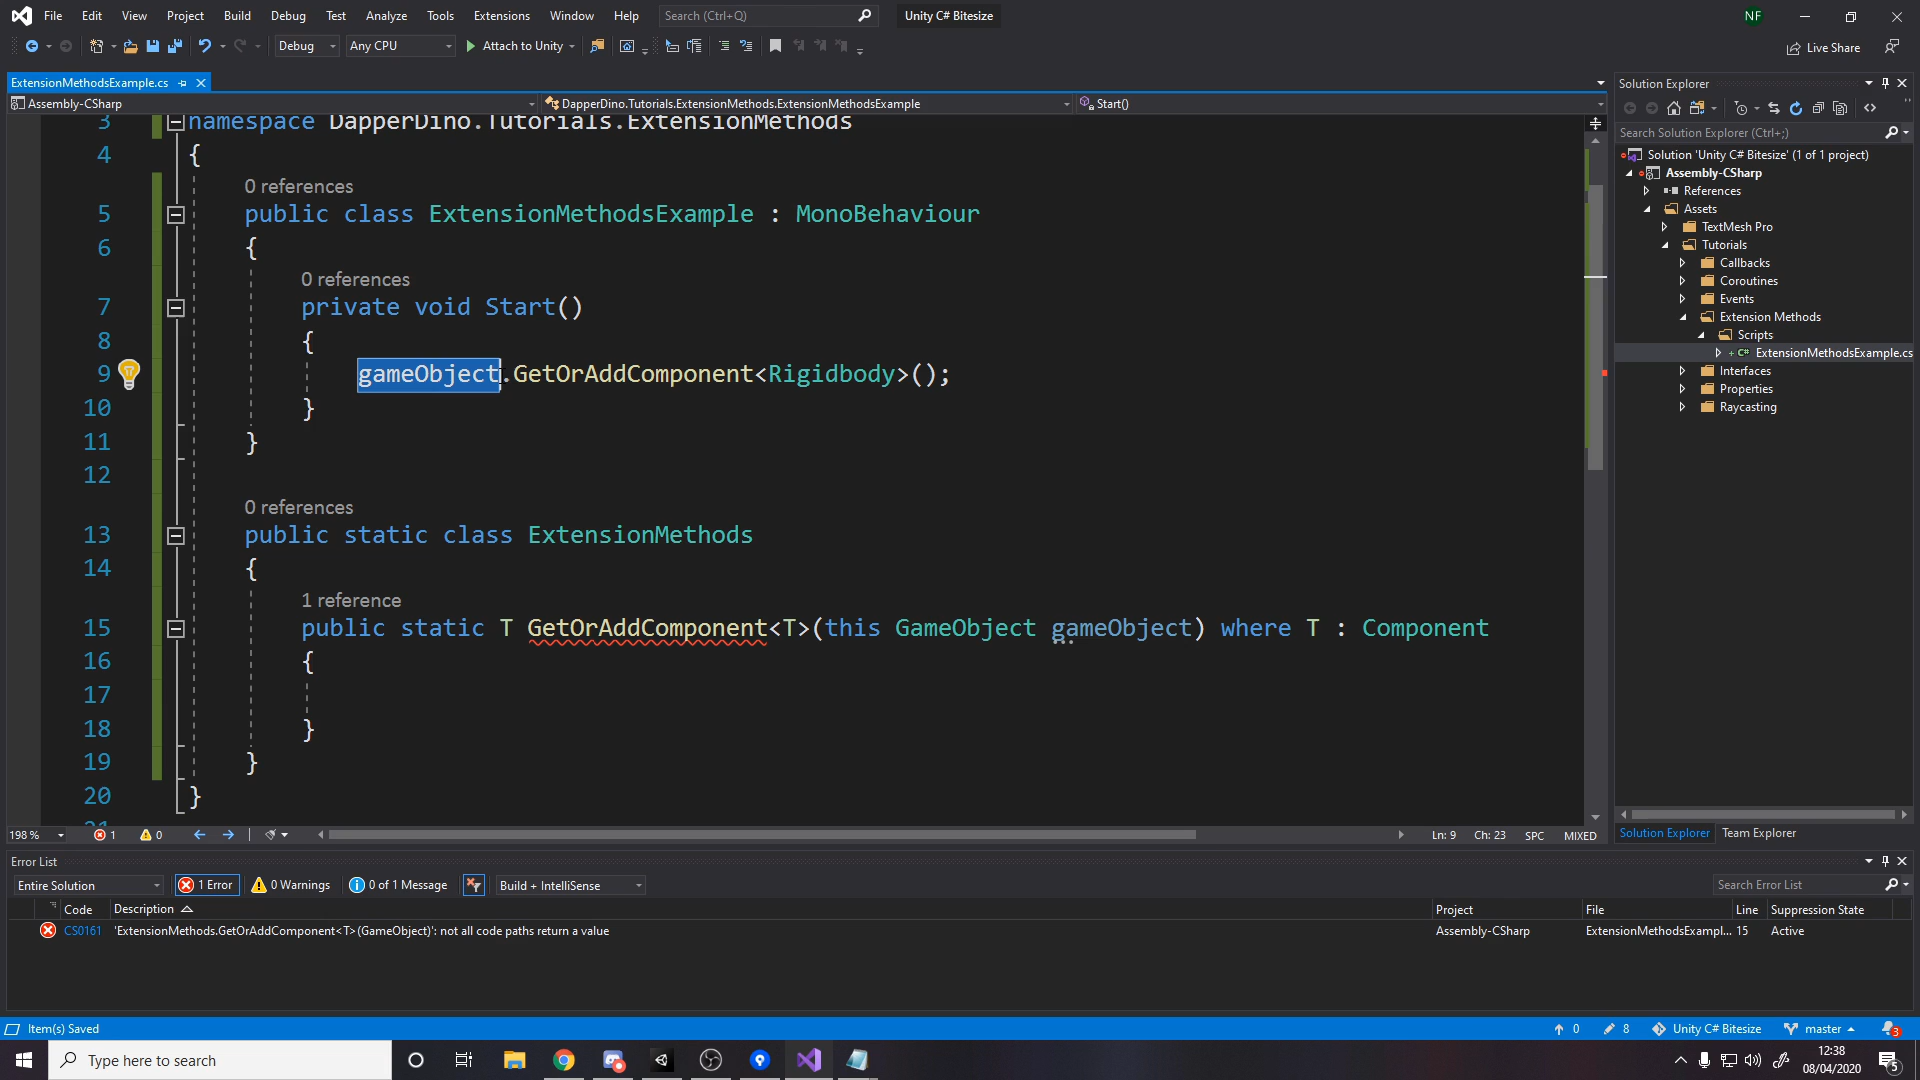 File Edit View Project Build Debug Test Analyze Tools Extensions Window Help Search (Ctrl+Q) Unity C# Bitesize NF
Debug Any CPU Attach to Unity Live Share
ExtensionMethodsExample.cs
Assembly-CSharp DapperDino.Tutorials.ExtensionMethods.ExtensionMethodsExample Start()
3 namespace DapperDino.Tutorials.ExtensionMethods
4 {
0 references
5 public class ExtensionMethodsExample : MonoBehaviour
6 {
0 references
7 private void Start()
8 {
9 gameObject.GetOrAddComponent<Rigidbody>();
10 }
11 }
12
0 references
13 public static class ExtensionMethods
14 {
1 reference
15 public static T GetOrAddComponent<T>(this GameObject gameObject) where T : Component
16 {
17
18 }
19 }
20 }
198 % 1 0 Ln: 9 Ch: 23 SPC MIXED
Solution Explorer
Search Solution Explorer (Ctrl+;)
Solution 'Unity C# Bitesize' (1 of 1 project)
Assembly-CSharp
References
Assets
TextMesh Pro
Tutorials
Callbacks
Coroutines
Events
Extension Methods
Scripts
C# ExtensionMethodsExample.cs
Interfaces
Properties
Raycasting
Solution Explorer Team Explorer
Error List
Entire Solution 1 Error 0 Warnings 0 of 1 Message Build + IntelliSense Search Error List
Code Description Project File Line Suppression State
CS0161 'ExtensionMethods.GetOrAddComponent<T>(GameObject)': not all code paths return a value Assembly-CSharp ExtensionMethodsExampl... 15 Active
Item(s) Saved 0 8 Unity C# Bitesize master 3
Type here to search 12:38
08/04/2020 5